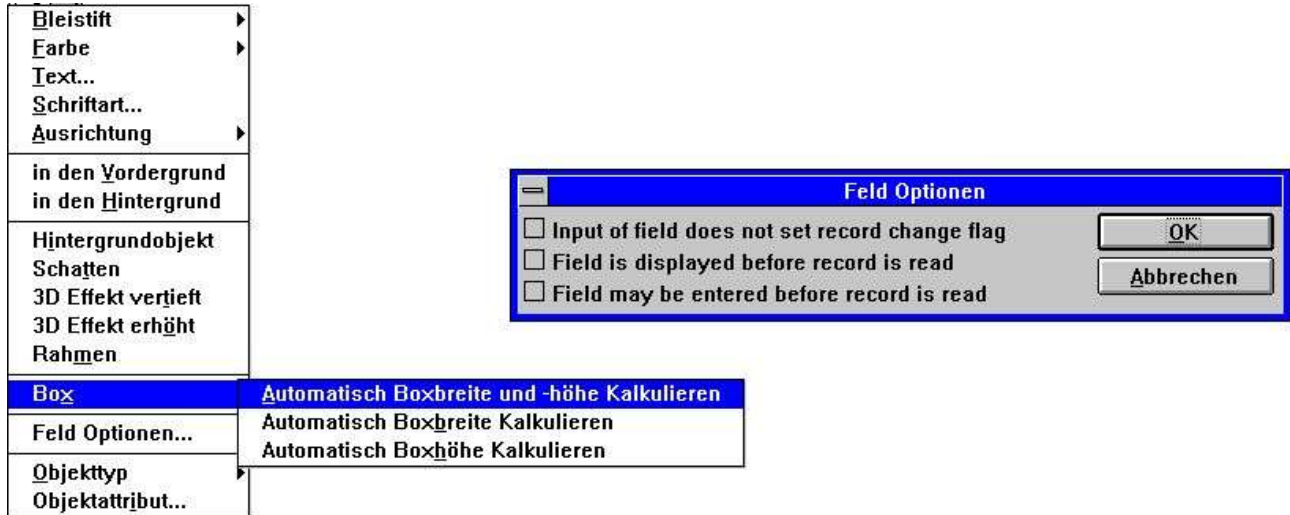 Bleistift
Farbe
Text...
Schriftart...
Ausrichtung
in den Vordergrund
in den Hintergrund
Hintergrundobjekt
Schatten
3D Effekt vertieft
3D Effekt erhöht
Rahmen
Box
Feld Optionen...
Objekttyp
Objektattribut...
Automatisch Boxbreite und -höhe Kalkulieren
Automatisch Boxbreite Kalkulieren
Automatisch Boxhöhe Kalkulieren
Feld Optionen
Input of field does not set record change flag
Field is displayed before record is read
Field may be entered before record is read
OK
Abbrechen